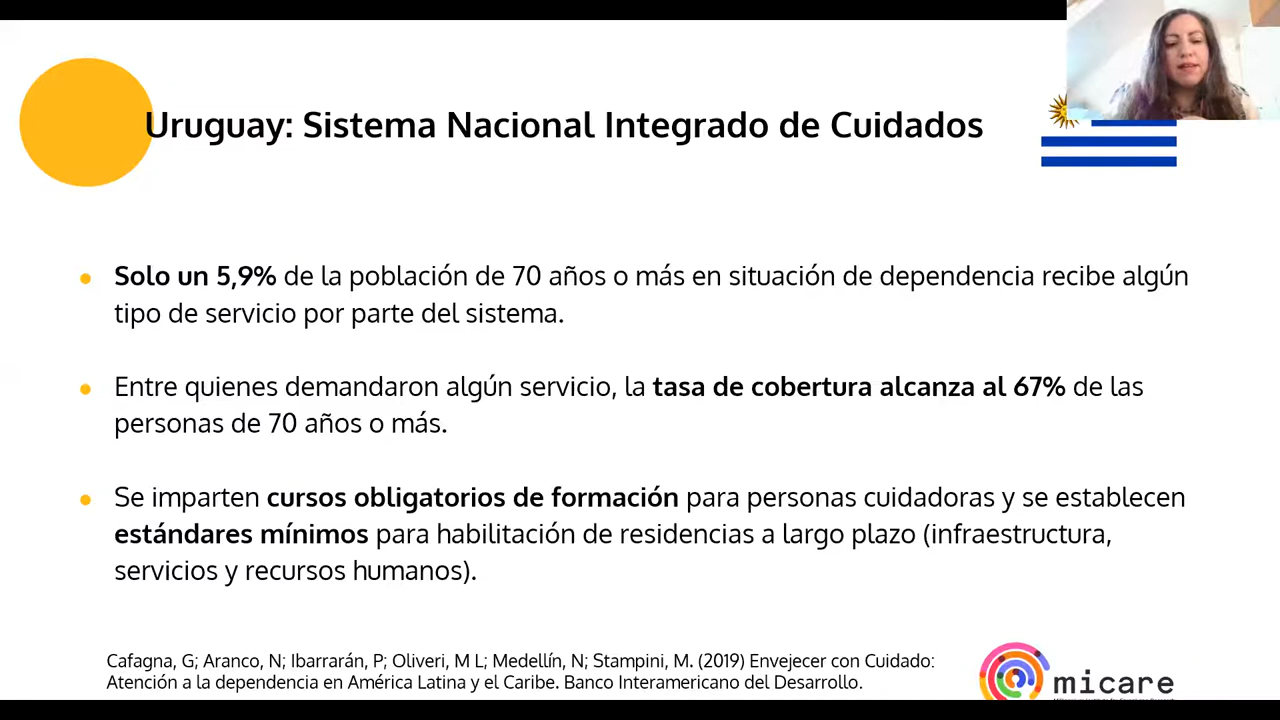 Uruguay: Sistema Nacional Integrado de Cuidados
Solo un 5,9% de la población de 70 años o más en situación de dependencia recibe algún
tipo de servicio por parte del sistema.
Entre quienes demandaron algún servicio, la tasa de cobertura alcanza al 67% de las
personas de 70 años o más.
Se imparten cursos obligatorios de formación para personas cuidadoras y se establecen
estándares mínimos para habilitación de residencias a largo plazo (infraestructura,
servicios y recursos humanos).
Cafagna, G; Aranco, N; Ibarrarán, P; Oliveri, M L; Medellín, N; Stampini, M. (2019) Envejecer con Cuidado:
Atención a la depende América Latina y el Caribe. Banco Interamericano del Desarrollo.
micare